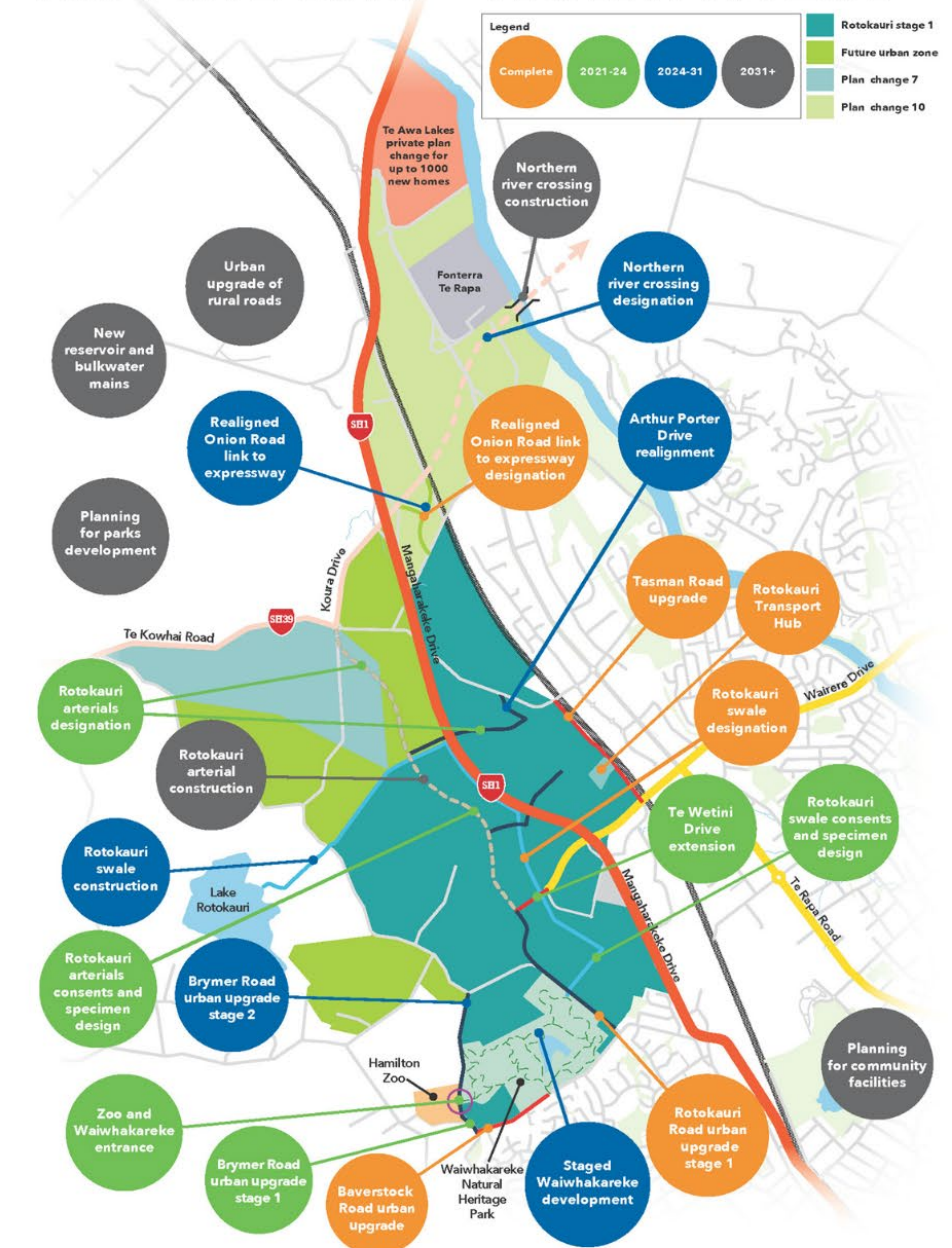 Legend
Complete
2021-24
2024-31
2031+
Rotokauri stage 1
Future urban zone
Plan change 7
Plan change 10
Te Awa Lakes
private plan
change for
up to 1000
new homes
Northern
river crossing
construction
Urban
upgrade of
rural roads
Fonterra
Te Rapa
Northern
river crossing
designation
New
reservoir and
bulkwater
mains
Realigned
Onion Road
link to
expressway
SH1
Realigned
Onion Road link
to expressway
designation
Arthur Porter
Drive
realignment
Planning
for parks
development
Koura Drive
Mangaharakeke Drive
Tasman Road
upgrade
Rotokauri
Transport
Hub
SH39
Te Kowhai Road
Rotokauri
arterials
designation
Rotokauri
swale
designation
Wairere Drive
Rotokauri
arterial
construction
SH1
Te Wetini
Drive
extension
Rotokauri
swale consents
and specimen
design
Rotokauri
swale
construction
Lake
Rotokauri
Mangaharakeke Drive
Te Rapa Road
Rotokauri
arterials
consents and
specimen
design
Brymer Road
urban upgrade
stage 2
Planning
for community
facilities
Hamilton
Zoo
Zoo and
Waiwhakareke
entrance
Brymer Road
urban upgrade
stage 1
Baverstock
Road urban
upgrade
Waiwhakareke
Natural
Heritage
Park
Staged
Waiwhakareke
development
Rotokauri
Road urban
upgrade
stage 1